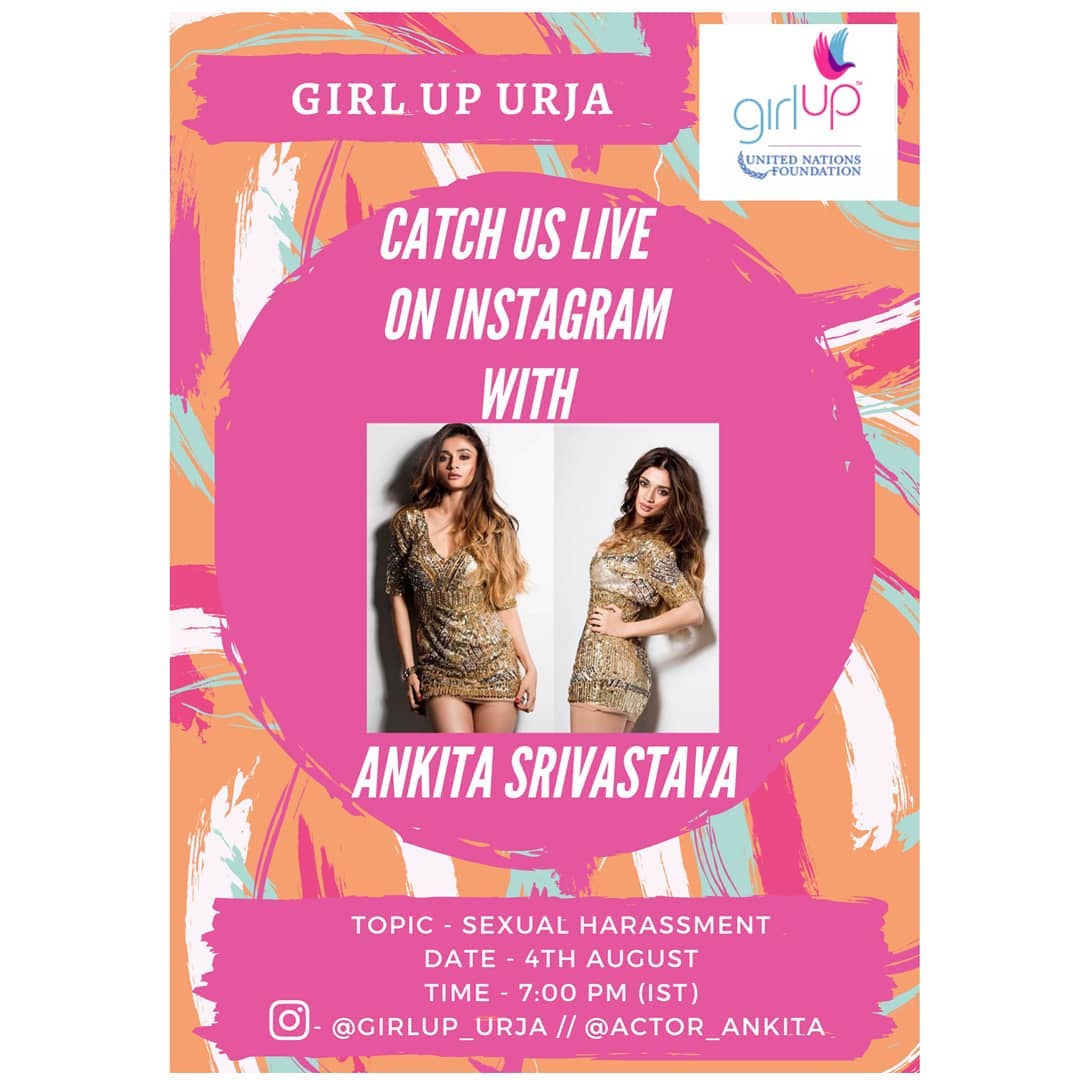 GIRL UP URJA
girlup™
UNITED NATIONS
FOUNDATION
CATCH US LIVE
ON INSTAGRAM
WITH
ANKITA SRIVASTAVA
TOPIC - SEXUAL HARASSMENT
DATE - 4TH AUGUST
TIME - 7:00 PM (IST)
- @GIRLUP_URJA // @ACTOR_ANKITA